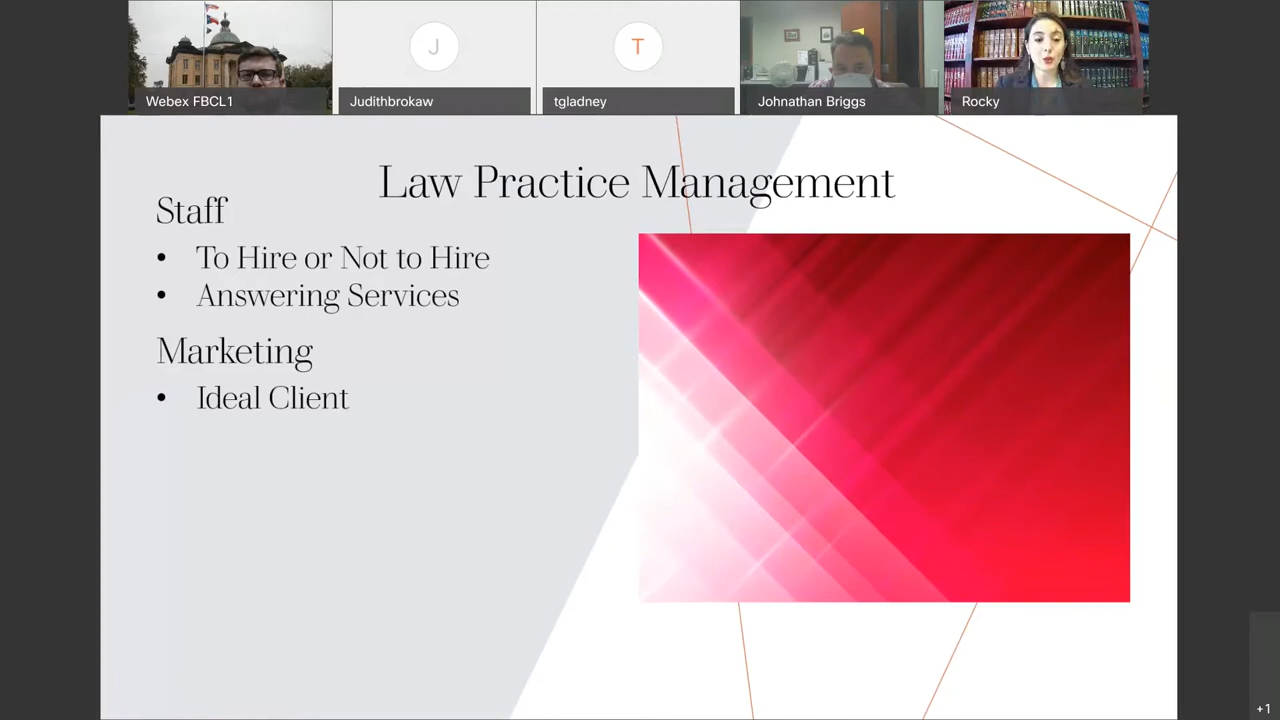 Webex FBCL1
J
Judithbrokaw
T
tgladney
Johnathan Briggs
Rocky
Law Practice Management
Staff
• To Hire or Not to Hire
• Answering Services
Marketing
• Ideal Client
+1